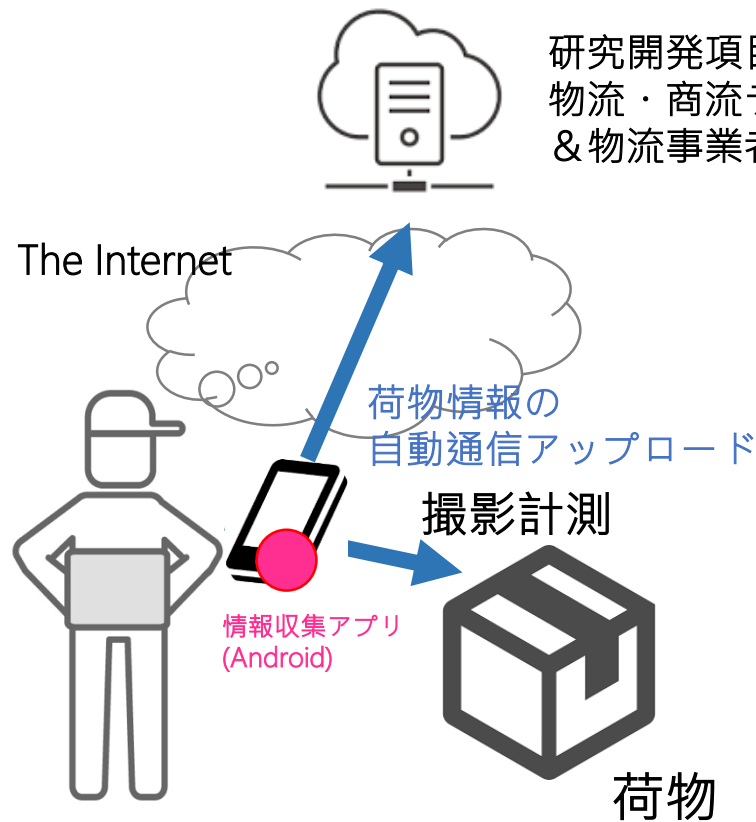 研究開発項目
物流・商流デ
＆物流事業者
The Internet
荷物情報の
自動通信アップロード
撮影計測
情報収集アプリ
(Android)
荷物